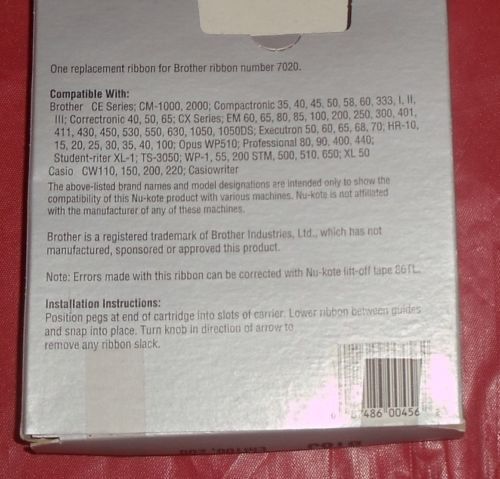 One replacement ribbon for Brother ribbon number 7020.
Compatible With:
Brother CE Series; CM-1000, 2000; Compactronic 35, 40, 45, 50, 58, 60, 333, I, II,
III; Correctronic 40, 50, 65; CX Series; EM 60, 65, 80, 85, 100, 200, 250, 300, 401,
411, 430, 450, 530, 550, 630, 1050, 1050DS; Executron 50, 60, 65, 68, 70; HR-10,
15, 20, 25, 30, 35, 40, 100; Opus WP510; Professional 80, 90, 400, 440;
Student-riter XL-1; TS-3050; WP-1, 55, 200 STM, 500, 510, 650; XL 50
Casio CW110, 150, 200, 220; Casiowriter
The above-listed brand names and model designations are intended only to show the
compatibility of this Nu-kote product with various machines. Nu-kote is not affiliated
with the manufacturer of any of these machines.
Brother is a registered trademark of Brother Industries, Ltd., which has not
manufactured, sponsored or approved this product.
Note: Errors made with this ribbon can be corrected with Nu-kote lift-off tape 86TL.
Installation Instructions:
Position pegs at end of cartridge into slots of carrier. Lower ribbon between guides
and snap into place. Turn knob in direction of arrow to
remove any ribbon slack.
87486 00456